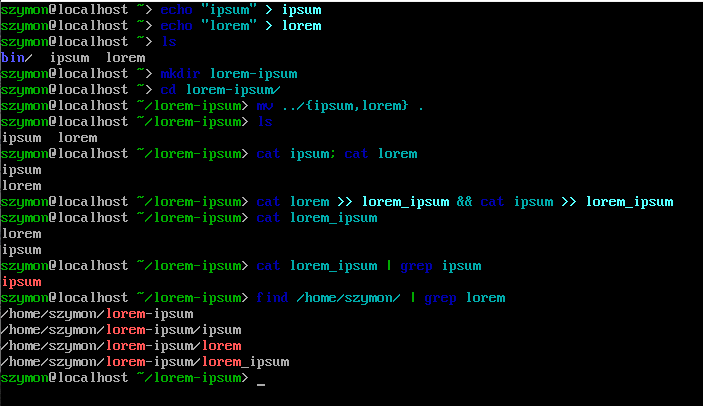 szymon@localhost ~> echo "ipsum" > ipsum
szymon@localhost ~> echo "lorem" > lorem
szymon@localhost ~> ls
bin/  ipsum  lorem
szymon@localhost ~> mkdir lorem-ipsum
szymon@localhost ~> cd lorem-ipsum/
szymon@localhost ~/lorem-ipsum> mv ../{ipsum,lorem} .
szymon@localhost ~/lorem-ipsum> ls
ipsum  lorem
szymon@localhost ~/lorem-ipsum> cat ipsum; cat lorem
ipsum
lorem
szymon@localhost ~/lorem-ipsum> cat lorem >> lorem_ipsum && cat ipsum >> lorem_ipsum
szymon@localhost ~/lorem-ipsum> cat lorem_ipsum
lorem
ipsum
szymon@localhost ~/lorem-ipsum> cat lorem_ipsum | grep ipsum
ipsum
szymon@localhost ~/lorem-ipsum> find /home/szymon/ | grep lorem
/home/szymon/lorem-ipsum
/home/szymon/lorem-ipsum/ipsum
/home/szymon/lorem-ipsum/lorem
/home/szymon/lorem-ipsum/lorem_ipsum
szymon@localhost ~/lorem-ipsum> _